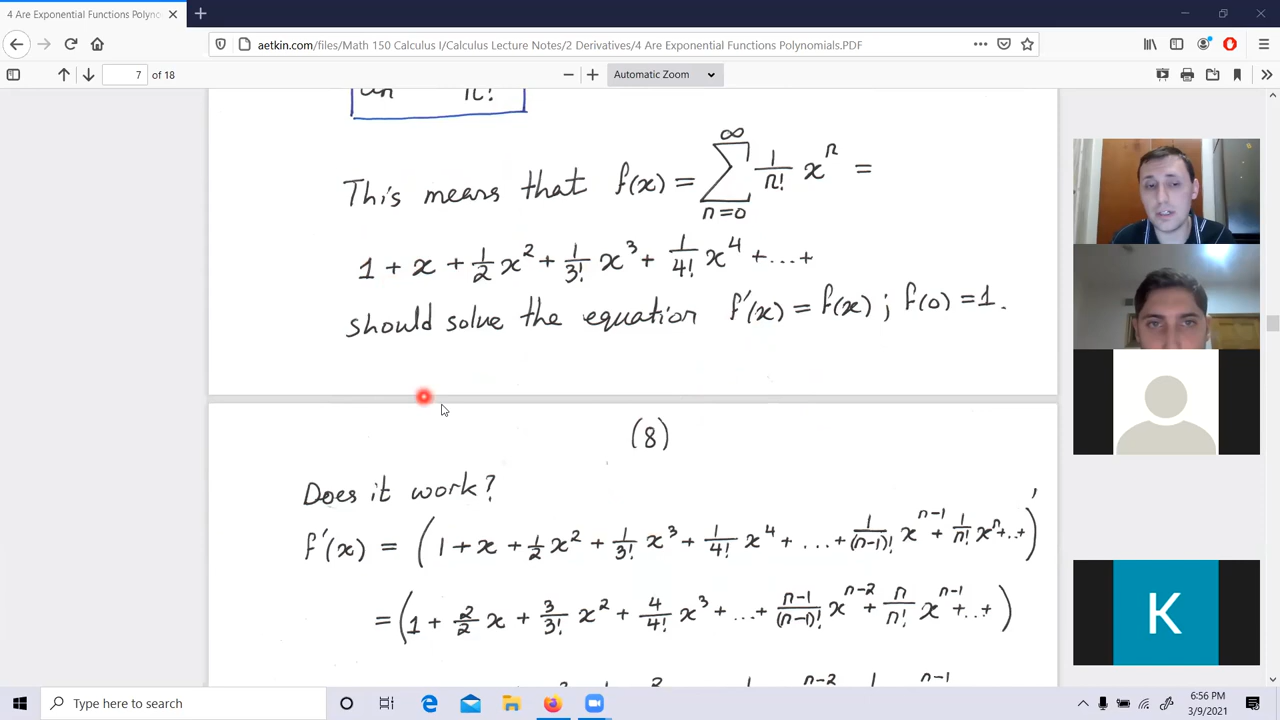 4 Are Exponential Functions Polyno
aetkin.com/files/Math 150 Calculus I/Calculus Lecture Notes/2 Derivatives/4 Are Exponential Functions Polynomials.PDF
7 of 18
Automatic Zoom
This means that f(x) = ∑_{n=0}^{∞} 1/n! x^n =
1 + x + 1/2 x^2 + 1/3! x^3 + 1/4! x^4 + ... +
should solve the equation f'(x) = f(x) ; f(0) = 1.
(8)
Does it work?
f'(x) = (1 + x + 1/2 x^2 + 1/3! x^3 + 1/4! x^4 + ... + 1/(n-1)! x^{n-1} + 1/n! x^n + ...+)'
= (1 + 2/2 x + 3/3! x^2 + 4/4! x^3 + ... + n-1/(n-1)! x^{n-2} + n/n! x^{n-1} + ...+)
K
Type here to search
6:56 PM
3/9/2021